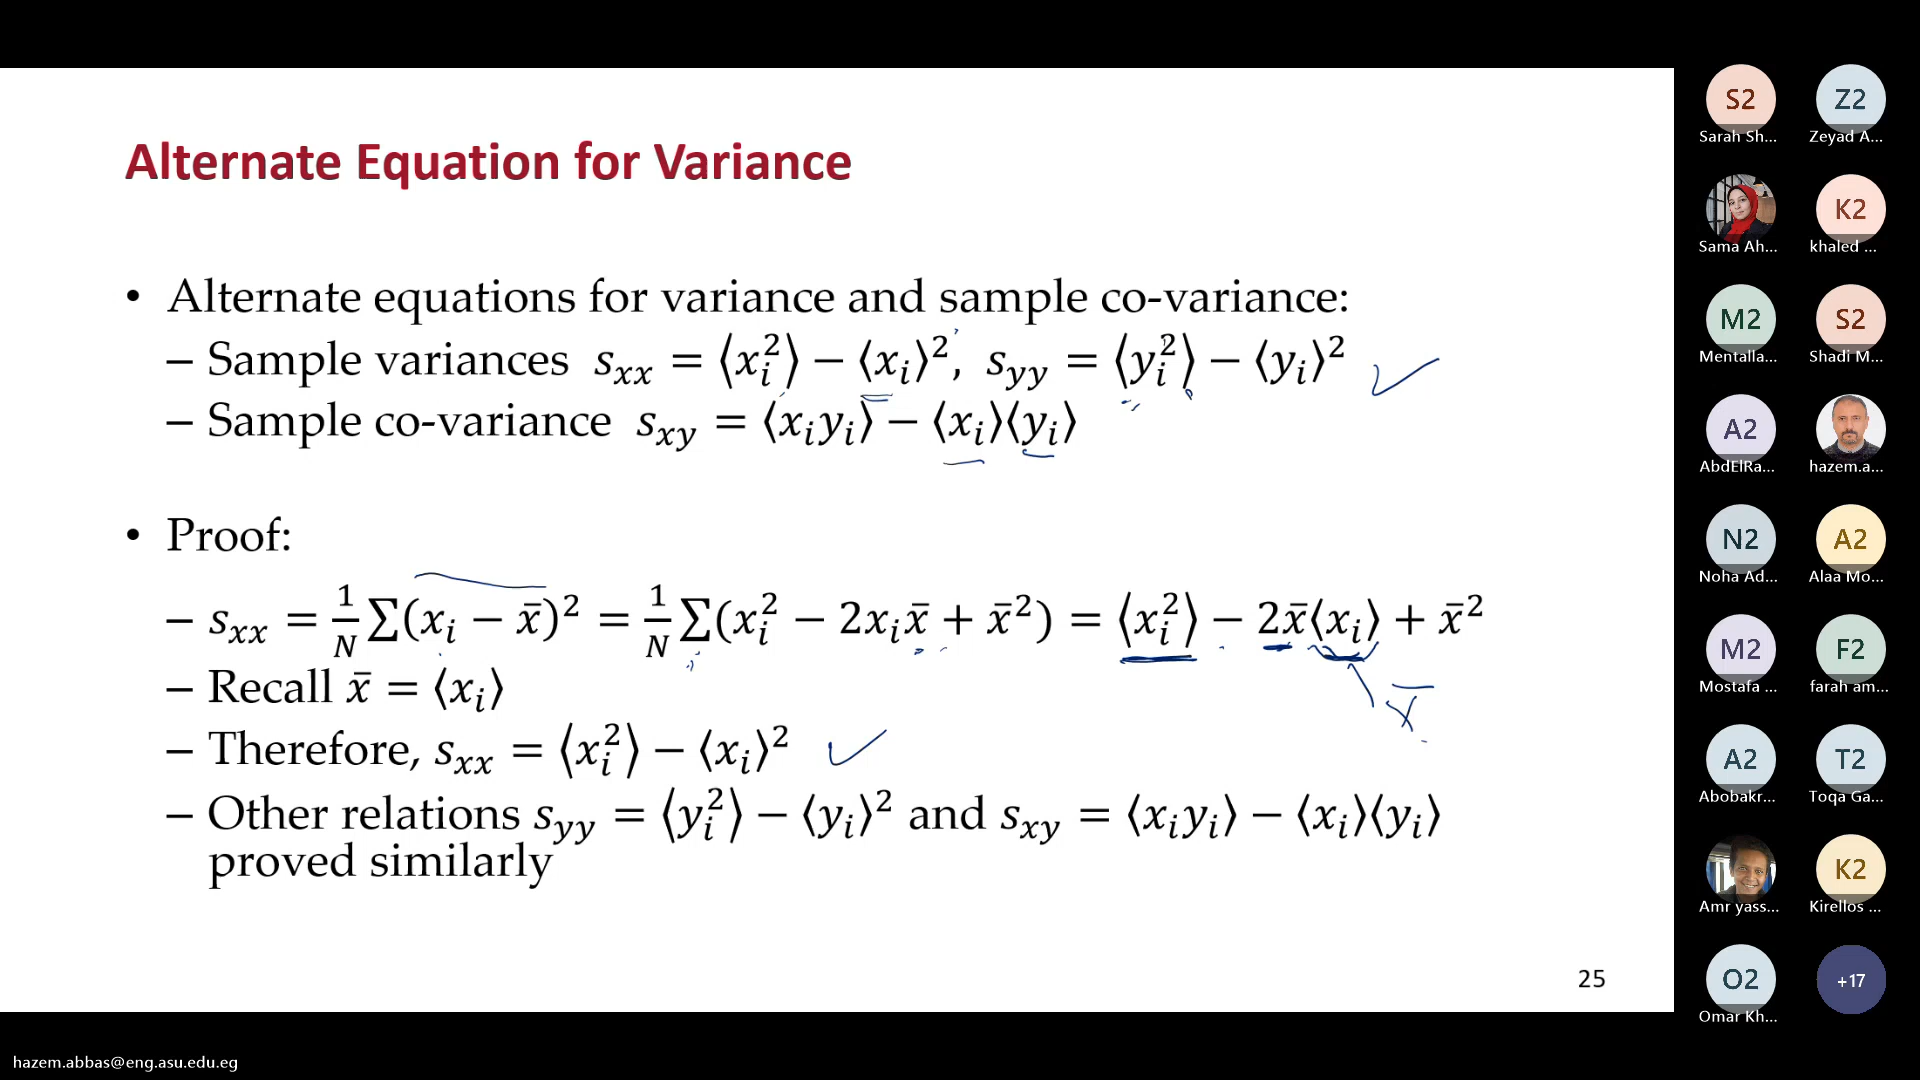 Alternate Equation for Variance
• Alternate equations for variance and sample co-variance:
– Sample variances s_xx = ⟨x_i^2⟩ − ⟨x_i⟩^2, s_yy = ⟨y_i^2⟩ − ⟨y_i⟩^2
– Sample co-variance s_xy = ⟨x_i y_i⟩ − ⟨x_i⟩⟨y_i⟩
• Proof:
– s_xx = 1/N ∑(x_i − x̄)^2 = 1/N ∑(x_i^2 − 2x_i x̄ + x̄^2) = ⟨x_i^2⟩ − 2x̄⟨x_i⟩ + x̄^2
– Recall x̄ = ⟨x_i⟩
x̄
– Therefore, s_xx = ⟨x_i^2⟩ − ⟨x_i⟩^2
– Other relations s_yy = ⟨y_i^2⟩ − ⟨y_i⟩^2 and s_xy = ⟨x_i y_i⟩ − ⟨x_i⟩⟨y_i⟩
proved similarly
25
S2 Z2
Sarah Sh... Zeyad A...
K2
Sama Ah... khaled ...
M2 S2
Mentalla... Shadi M...
A2
AbdElRa... hazem.a...
N2 A2
Noha Ad... Alaa Mo...
M2 F2
Mostafa ... farah am...
A2 T2
Abobakr... Toqa Ga...
K2
Amr yass... Kirellos ...
O2 +17
Omar Kh...
hazem.abbas@eng.asu.edu.eg